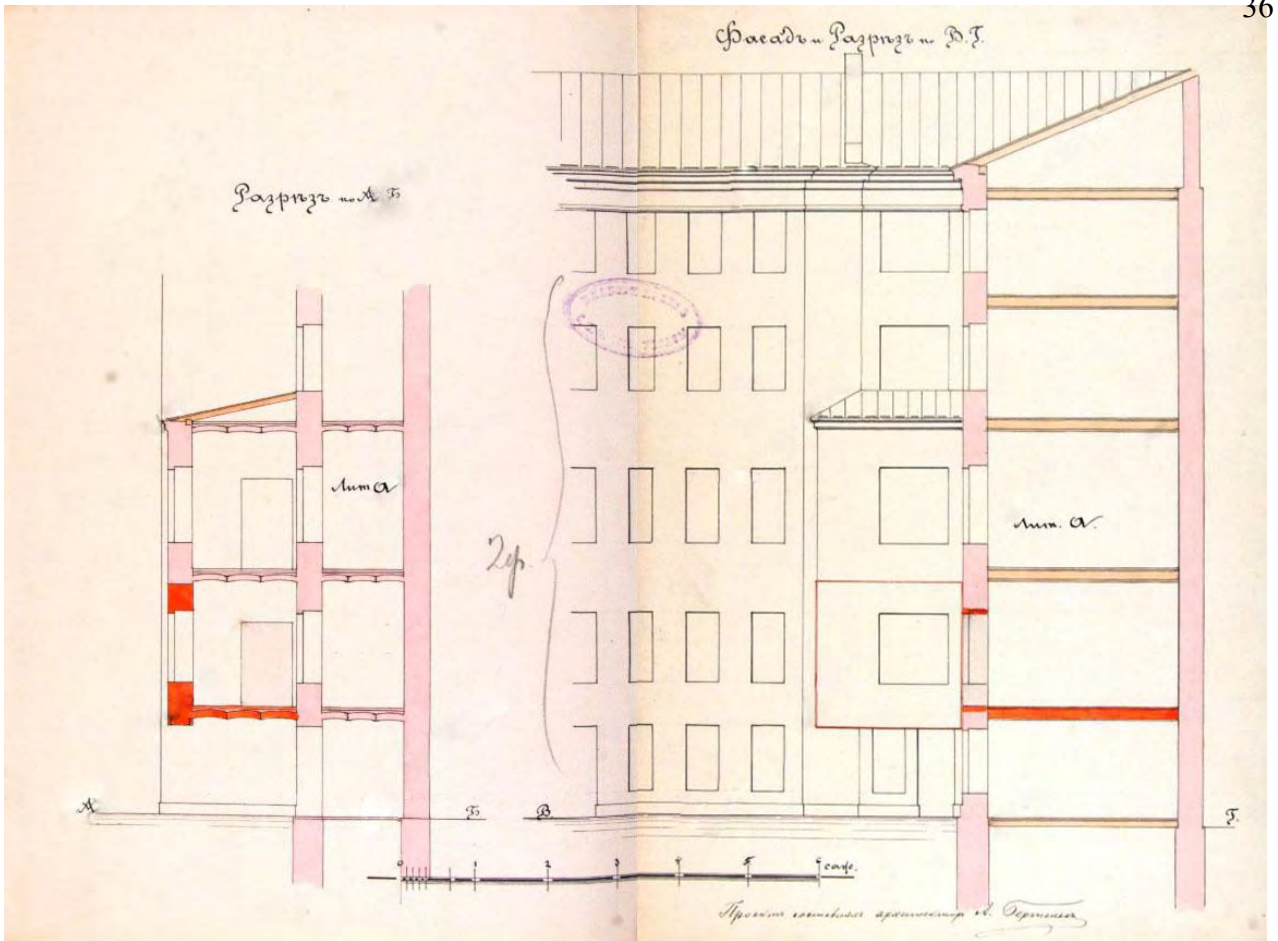 36
Фасадъ и Разрѣзъ по В.Г.
Разрѣзъ по А Б
Лит А
Лит. А.
А Б В Г.
0 1 2 3 4 5 6 саж.
Проектъ составилъ архитекторъ А.